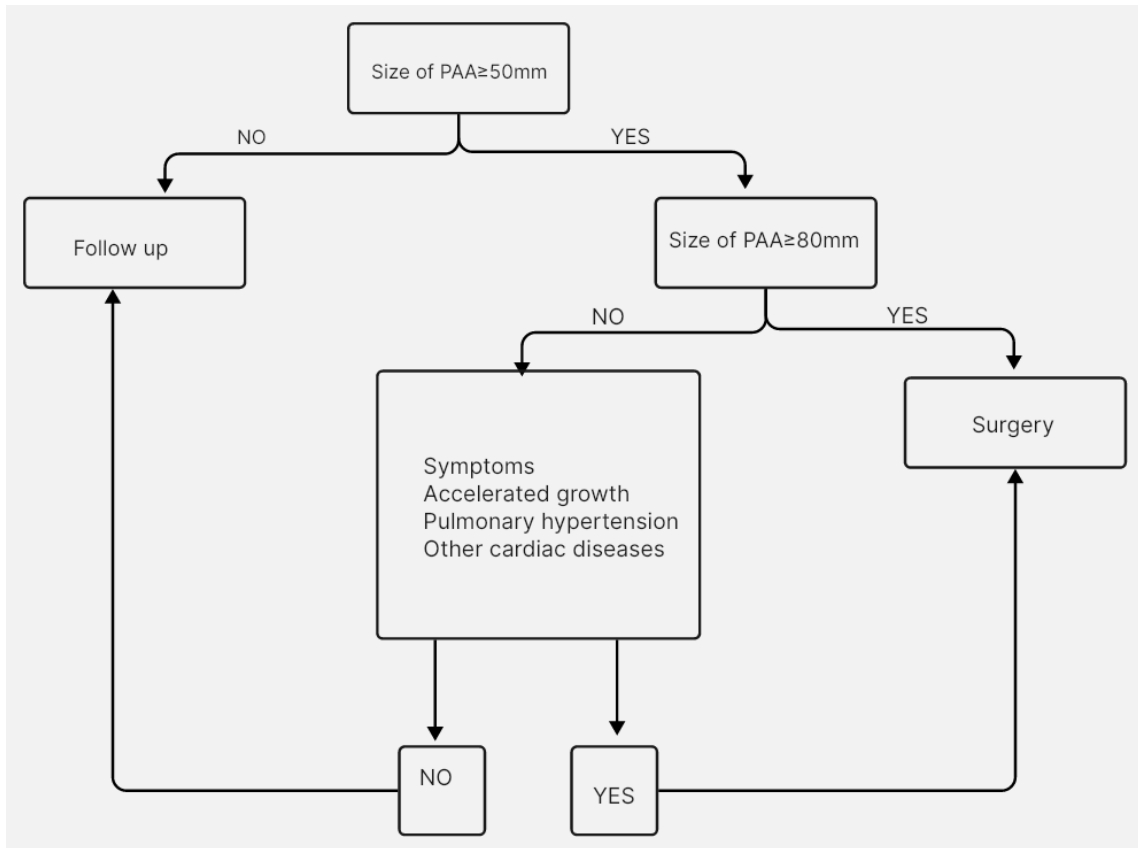 Size of PAA≥50mm
NO
YES
Follow up
Size of PAA≥80mm
NO
YES
Surgery
Symptoms
Accelerated growth
Pulmonary hypertension
Other cardiac diseases
NO
YES